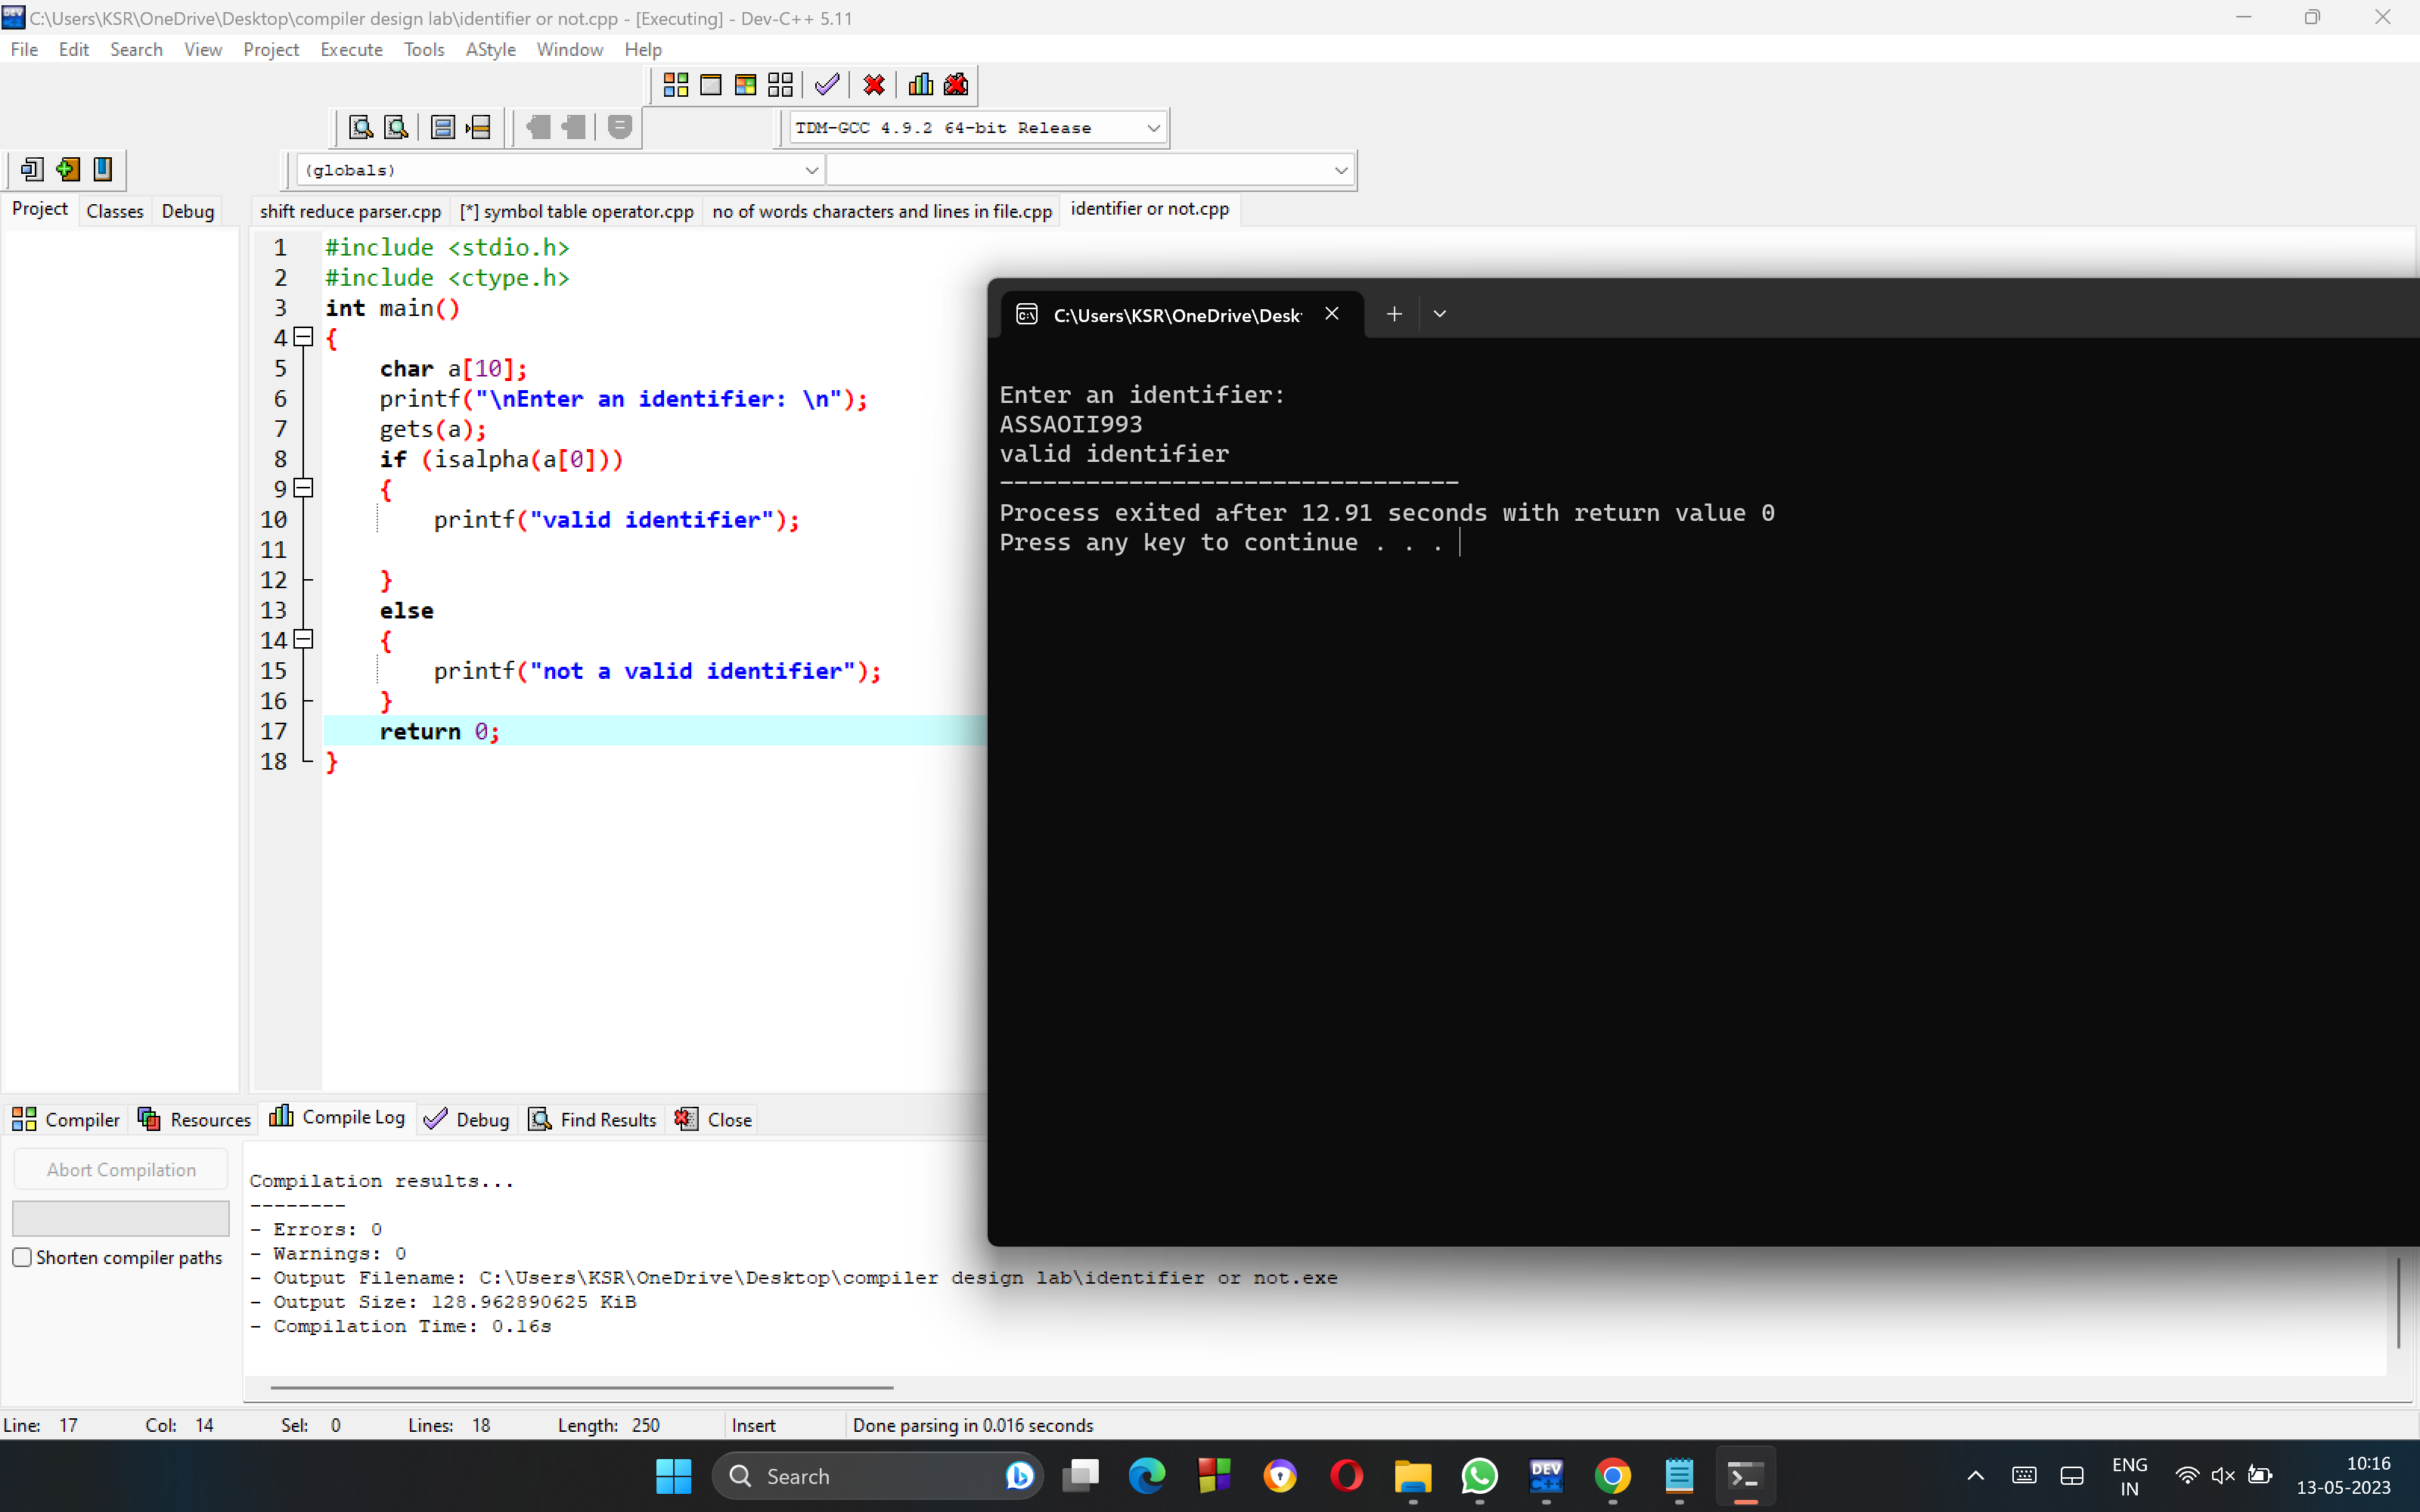 C:\Users\KSR\OneDrive\Desktop\compiler design lab\identifier or not.cpp - [Executing] - Dev-C++ 5.11
File Edit Search View Project Execute Tools AStyle Window Help
TDM-GCC 4.9.2 64-bit Release
(globals)
Project Classes Debug
shift reduce parser.cpp [*] symbol table operator.cpp no of words characters and lines in file.cpp identifier or not.cpp
1 #include <stdio.h>
2 #include <ctype.h>
3 int main()
4 {
5 char a[10];
6 printf("\nEnter an identifier: \n");
7 gets(a);
8 if (isalpha(a[0]))
9 {
10 printf("valid identifier");
11
12 }
13 else
14 {
15 printf("not a valid identifier");
16 }
17 return 0;
18 }
C:\Users\KSR\OneDrive\Desk
Enter an identifier:
ASSAOII993
valid identifier
--------------------------------
Process exited after 12.91 seconds with return value 0
Press any key to continue . . .
Compiler Resources Compile Log Debug Find Results Close
Abort Compilation
Shorten compiler paths
Compilation results...
--------
- Errors: 0
- Warnings: 0
- Output Filename: C:\Users\KSR\OneDrive\Desktop\compiler design lab\identifier or not.exe
- Output Size: 128.962890625 KiB
- Compilation Time: 0.16s
Line: 17 Col: 14 Sel: 0 Lines: 18 Length: 250 Insert Done parsing in 0.016 seconds
Search
DEV C++
ENG
IN
10:16
13-05-2023